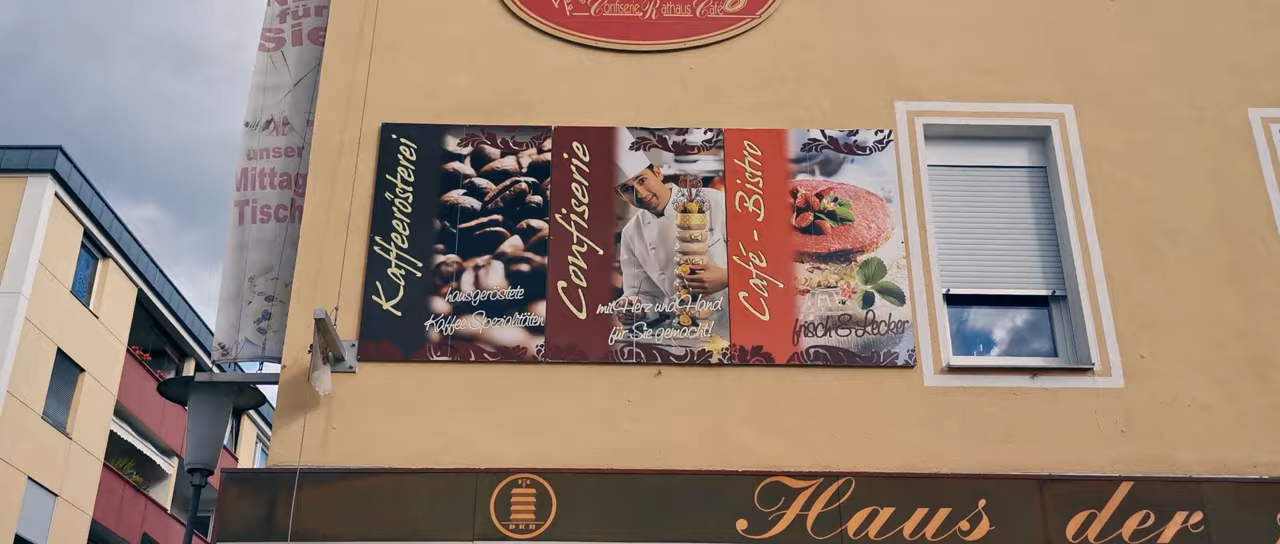 Confiserie Rathaus Café
für
Sie
unser
Mittag
Tisch
Kaffeerösterei
hausgeröstete
Kaffee-Spezialitäten
Confiserie
mit Herz und Hand
für Sie gemacht!
Café - Bistro
frisch & Lecker
Haus der